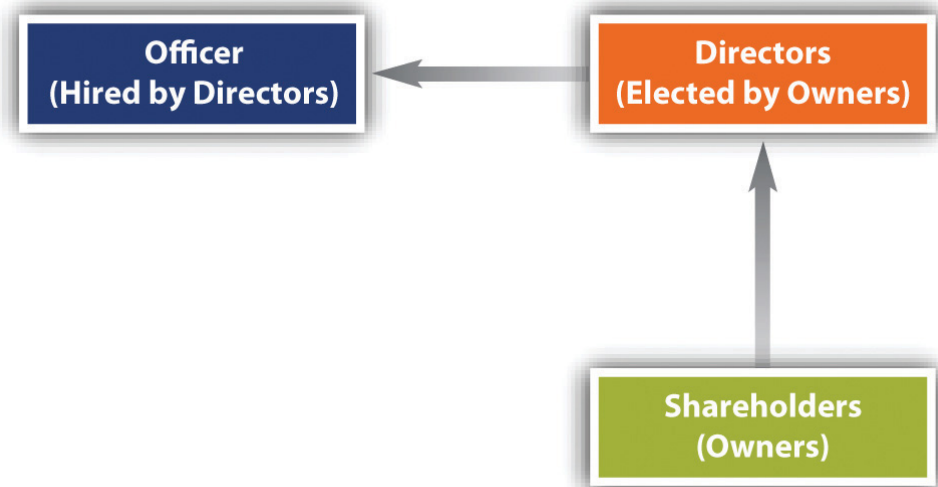 Officer
(Hired by Directors)
Directors
(Elected by Owners)
Shareholders
(Owners)